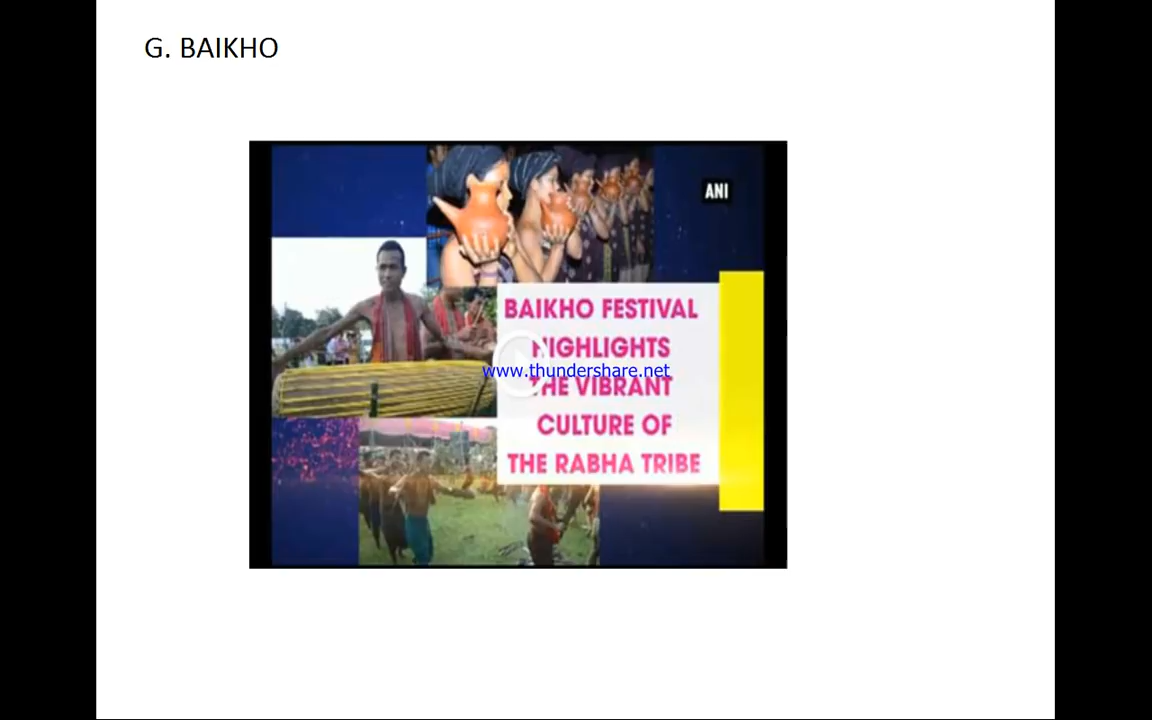 G. BAIKHO
ANI
BAIKHO FESTIVAL
HIGHLIGHTS
www.thundershare.net
THE VIBRANT
CULTURE OF
THE RABHA TRIBE